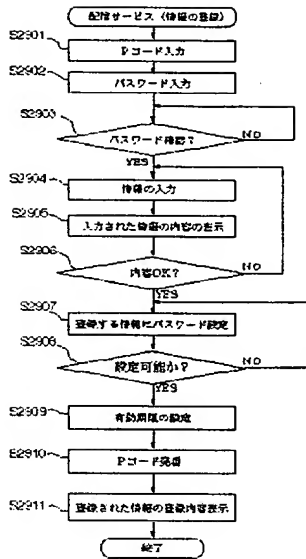 配信サービス（情報の登録）
S2901
Pコード入力
S2902
パスワード入力
S2903
パスワード確認？
NO
YES
S2904
情報の入力
S2905
入力された情報の内容の表示
S2906
内容OK？
NO
YES
S2907
登録する情報にパスワード設定
S2908
設定可能か？
NO
YES
S2909
有効期限の設定
S2910
Pコード発番
S2911
登録された情報の登録内容表示
終了